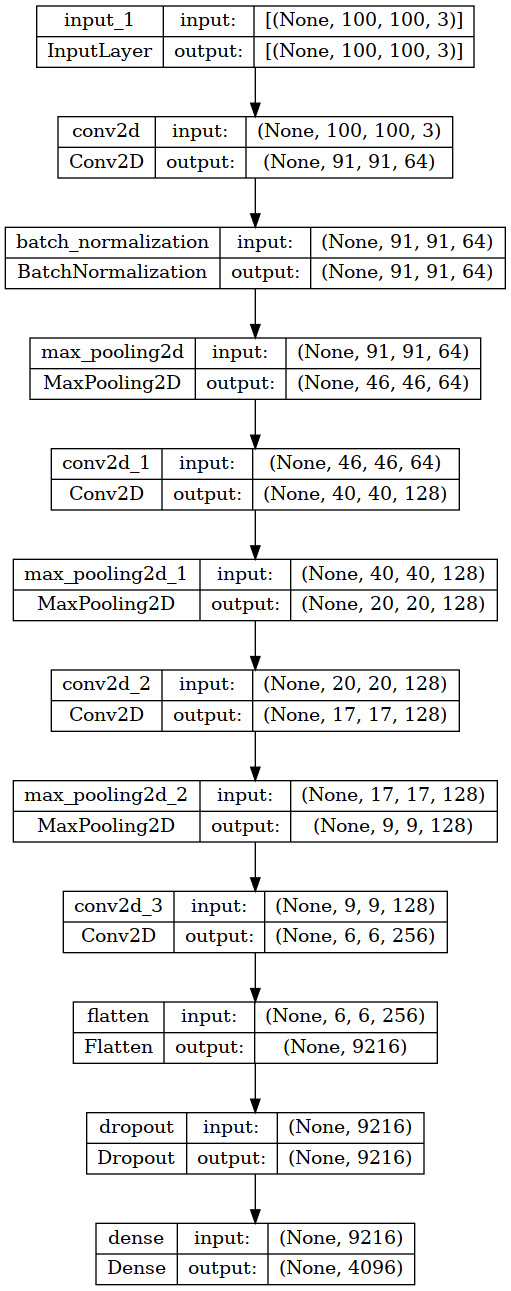 input_1 input: [(None, 100, 100, 3)]
InputLayer output: [(None, 100, 100, 3)]
conv2d input: (None, 100, 100, 3)
Conv2D output: (None, 91, 91, 64)
batch_normalization input: (None, 91, 91, 64)
BatchNormalization output: (None, 91, 91, 64)
max_pooling2d input: (None, 91, 91, 64)
MaxPooling2D output: (None, 46, 46, 64)
conv2d_1 input: (None, 46, 46, 64)
Conv2D output: (None, 40, 40, 128)
max_pooling2d_1 input: (None, 40, 40, 128)
MaxPooling2D output: (None, 20, 20, 128)
conv2d_2 input: (None, 20, 20, 128)
Conv2D output: (None, 17, 17, 128)
max_pooling2d_2 input: (None, 17, 17, 128)
MaxPooling2D output: (None, 9, 9, 128)
conv2d_3 input: (None, 9, 9, 128)
Conv2D output: (None, 6, 6, 256)
flatten input: (None, 6, 6, 256)
Flatten output: (None, 9216)
dropout input: (None, 9216)
Dropout output: (None, 9216)
dense input: (None, 9216)
Dense output: (None, 4096)